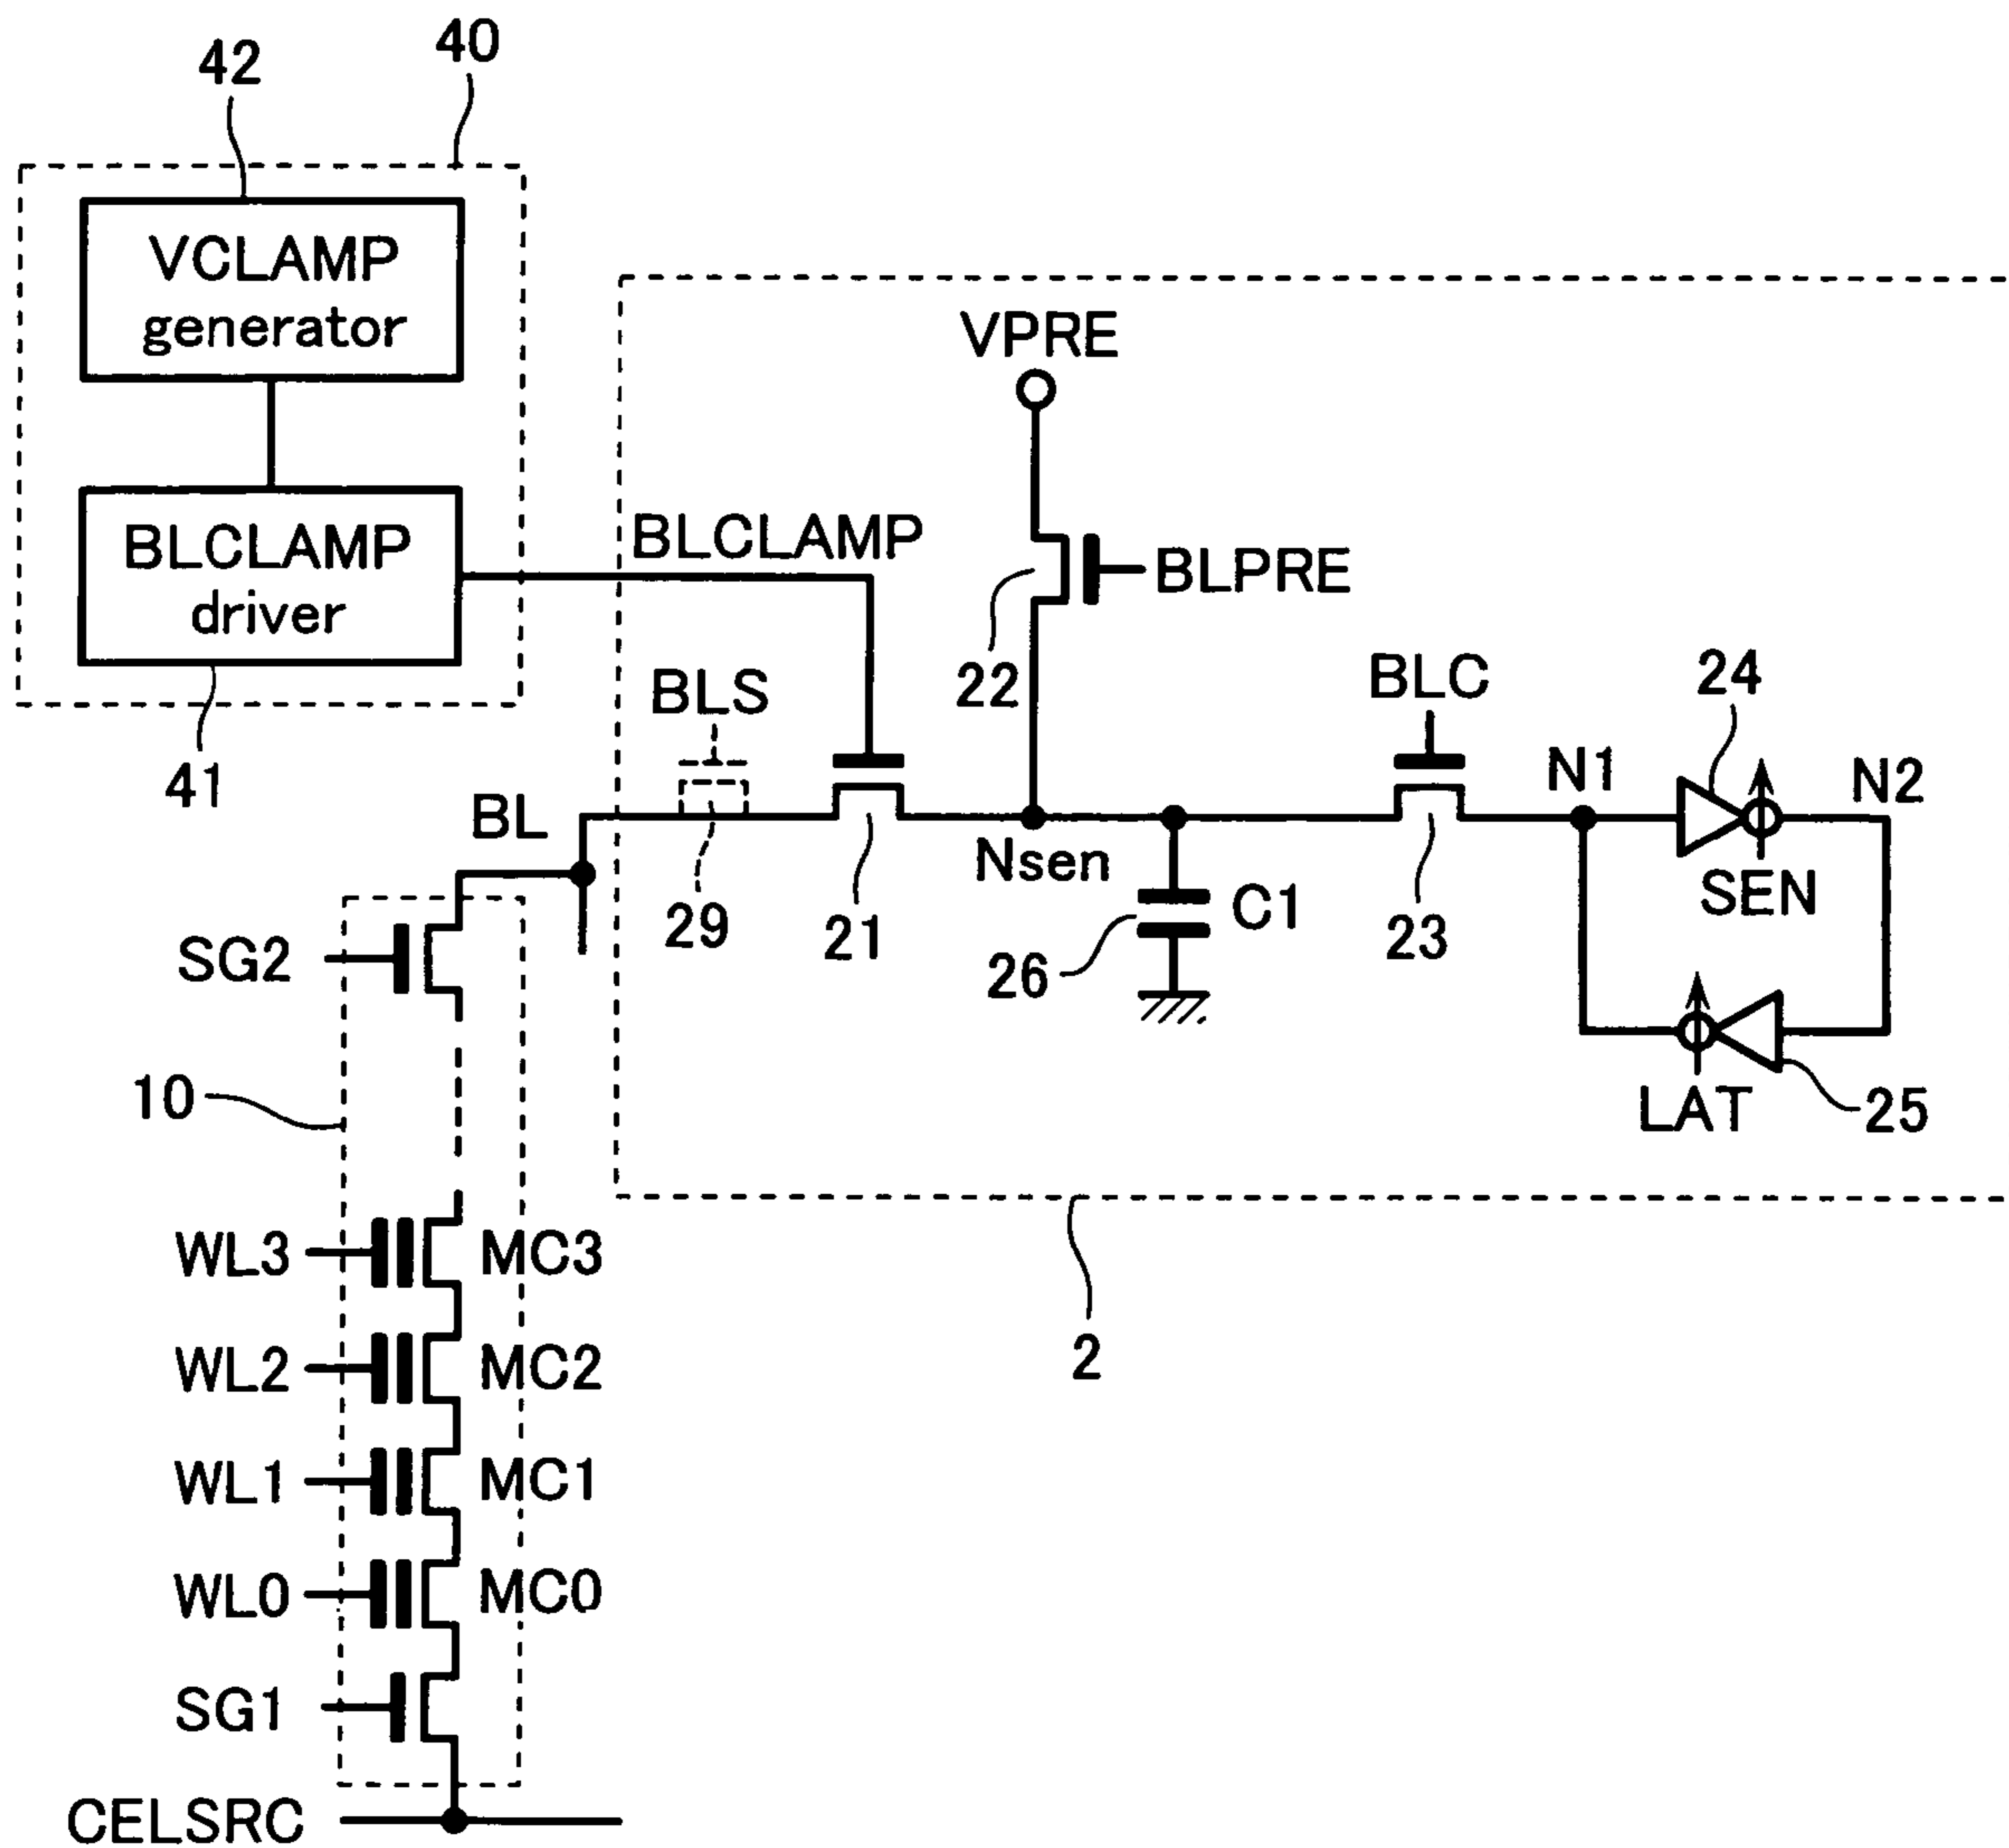 42
40
VCLAMP
generator
BLCLAMP
driver
41
VPRE
BLCLAMP
BLPRE
22
BLS
BLC
24
N1
N2
BL
Nsen
SEN
29
21
26
C1
23
LAT
25
SG2
10
WL3
MC3
2
WL2
MC2
WL1
MC1
WL0
MC0
SG1
CELSRC